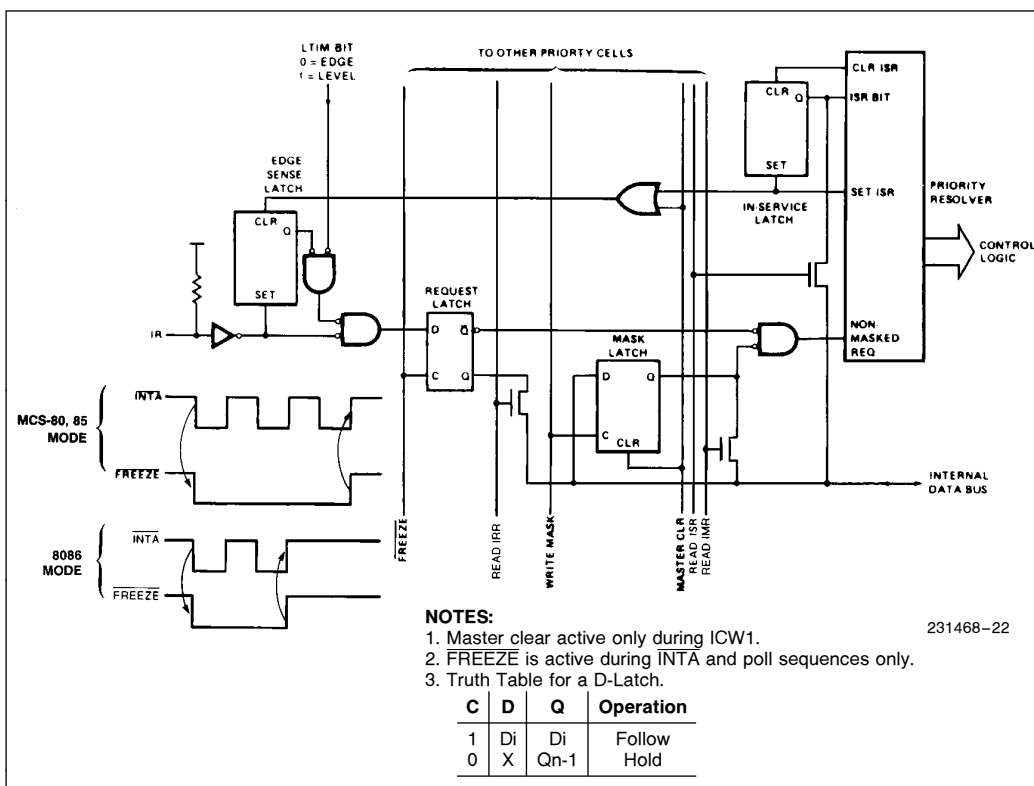 LTIM BIT
0 = EDGE
1 = LEVEL
TO OTHER PRIORTY CELLS
CLR ISR
CLR Q
ISR BIT
EDGE
SENSE
LATCH
SET
SET ISR
PRIORITY
RESOLVER
IN-SERVICE
LATCH
CLR
Q
CONTROL
LOGIC
SET
REQUEST
LATCH
IR
D Q
NON-
MASKED
REQ
MASK
LATCH
C Q
D Q
C
CLR
INTA
MCS-80, 85
MODE
FREEZE
INTERNAL
DATA BUS
INTA
8086
MODE
FREEZE
FREEZE
READ IRR
WRITE MASK
MASTER CLR
READ ISR
READ IMR
NOTES:
231468–22
1. Master clear active only during ICW1.
2. FREEZE is active during INTA and poll sequences only.
3. Truth Table for a D-Latch.
C D Q Operation
1 Di Di Follow
0 X Qn-1 Hold